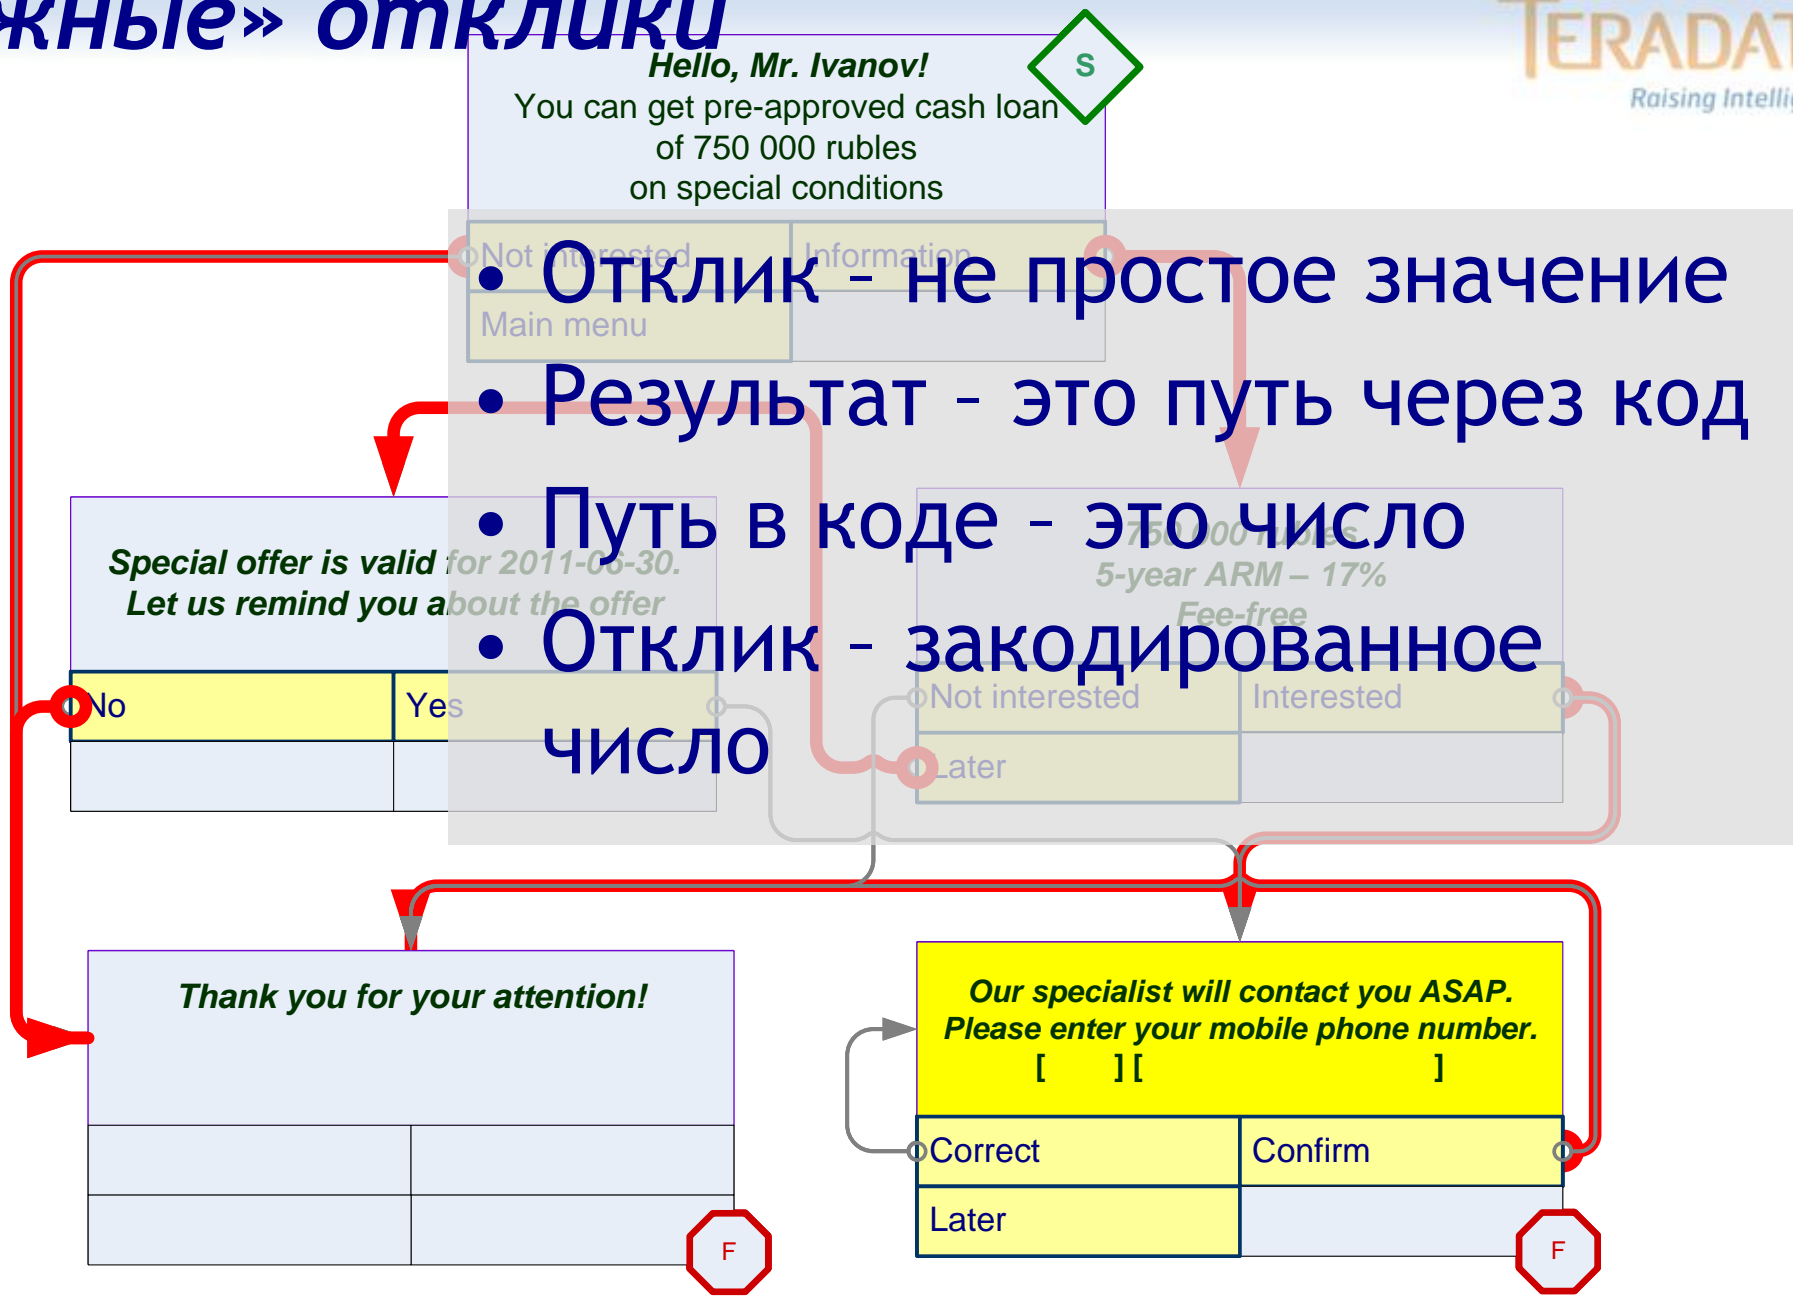 жные» отклики
TERADAT
Raising Intellig
Hello, Mr. Ivanov!
S
You can get pre-approved cash loan
of 750 000 rubles
on special conditions
Not interested
Information
Main menu
• Отклик – не простое значение
• Результат – это путь через код
• Путь в коде – это число
• Отклик – закодированное
число
Special offer is valid for 2011-06-30.
Let us remind you about the offer
No
Yes
750 000 rubles
5-year ARM – 17%
Fee-free
Not interested
Interested
Later
Thank you for your attention!
F
Our specialist will contact you ASAP.
Please enter your mobile phone number.
[ ] [ ]
Correct
Confirm
Later
F